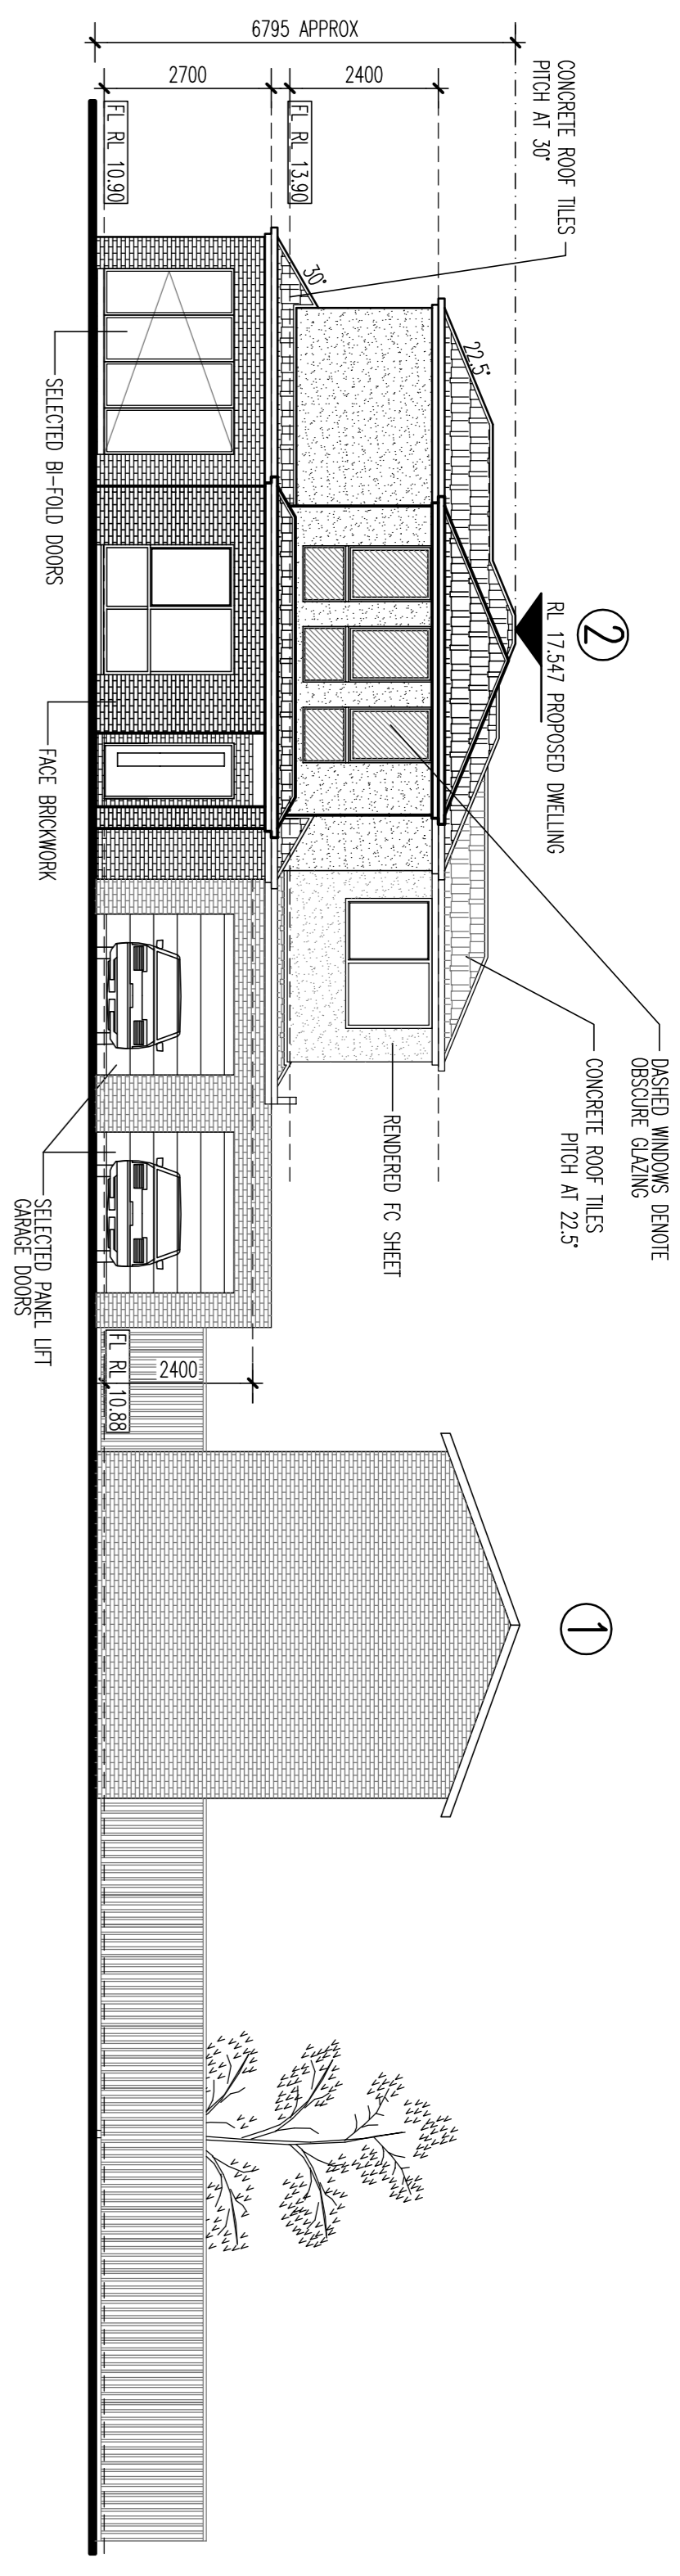 6795 APPROX
2700
2400
CONCRETE ROOF TILES
PITCH AT 30°
FL RL 10.90
FL RL 13.90
30°
22.5°
SELECTED BI-FOLD DOORS
2
RL 17.547 PROPOSED DWELLING
FACE BRICKWORK
DASHED WINDOWS DENOTE
OBSCURE GLAZING
CONCRETE ROOF TILES
PITCH AT 22.5°
RENDERED FC SHEET
SELECTED PANEL LIFT
GARAGE DOORS
FL RL 10.88
2400
1